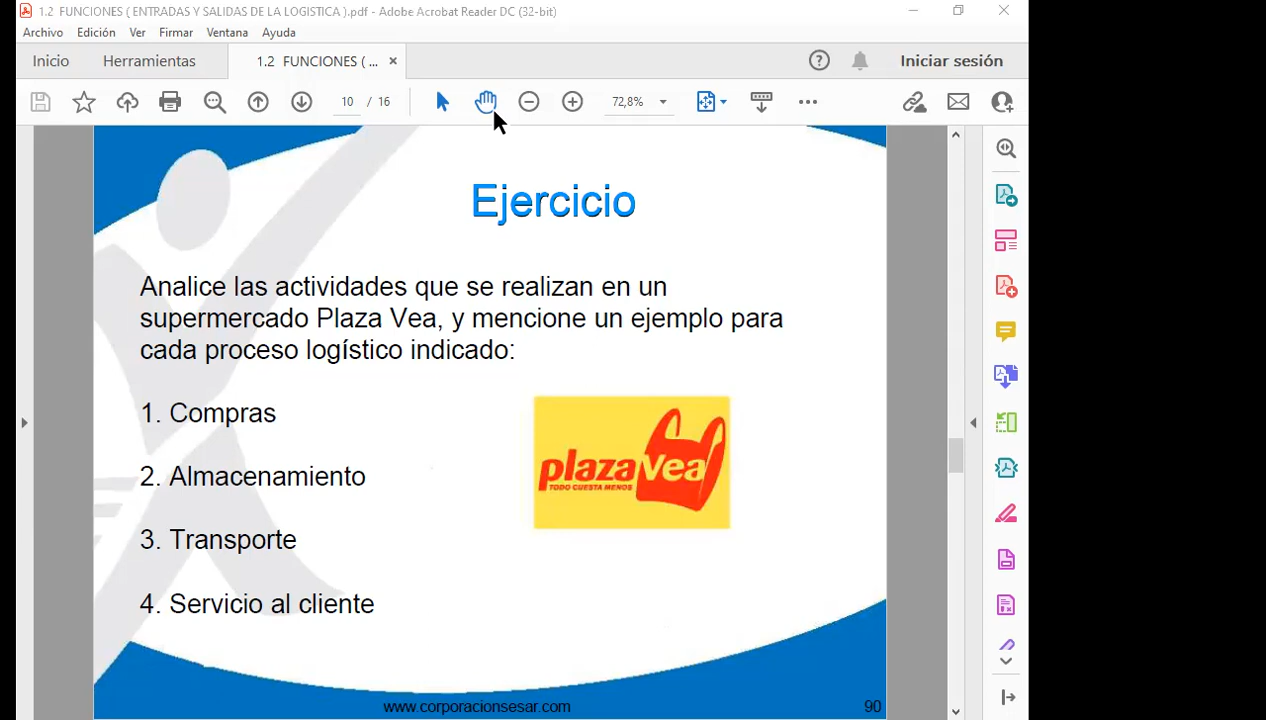 1.2 FUNCIONES ( ENTRADAS Y SALIDAS DE LA LOGISTICA ).pdf - Adobe Acrobat Reader DC (32-bit)
Archivo Edición Ver Firmar Ventana Ayuda
Inicio Herramientas 1.2 FUNCIONES ( ... × Iniciar sesión
10 / 16 72,8%
Ejercicio
Analice las actividades que se realizan en un
supermercado Plaza Vea, y mencione un ejemplo para
cada proceso logístico indicado:
1. Compras
2. Almacenamiento
3. Transporte
4. Servicio al cliente
plaza Vea
TODO CUESTA MENOS
www.corporacionsesar.com 90